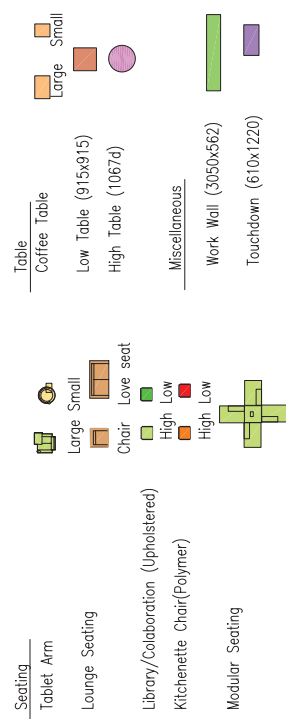 Seating
Tablet Arm
Large Small
Lounge Seating
Chair Love seat
Library/Colaboration (Upholstered)
High Low
Kitchenette Chair(Polymer)
High Low
Modular Seating
Table
Coffee Table
Large Small
Low Table (915x915)
High Table (1067d)
Miscellaneous
Work Wall (3050x562)
Touchdown (610x1220)